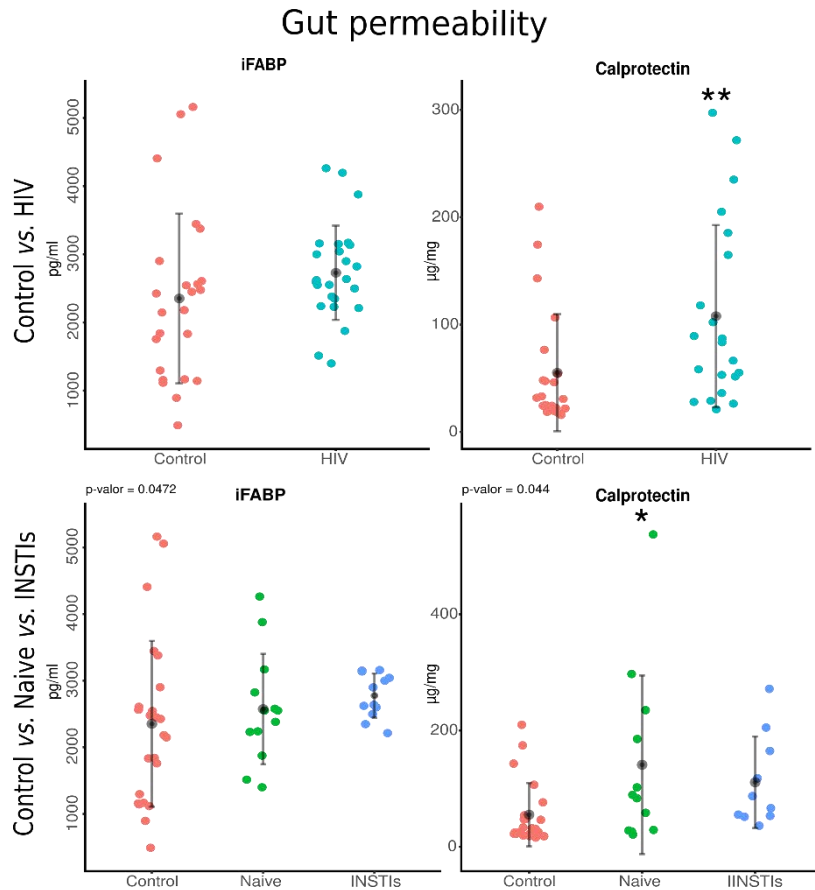 Gut permeability
Control vs. HIV
iFABP
pg/ml
5000
4000
3000
2000
1000
Control
HIV
Calprotectin
**
µg/mg
300
200
100
0
Control
HIV
Control vs. Naive vs. INSTIs
p-valor = 0.0472
iFABP
pg/ml
5000
4000
3000
2000
1000
Control
Naive
INSTIs
p-valor = 0.044
Calprotectin
*
µg/mg
400
200
0
Control
Naive
IINSTIs